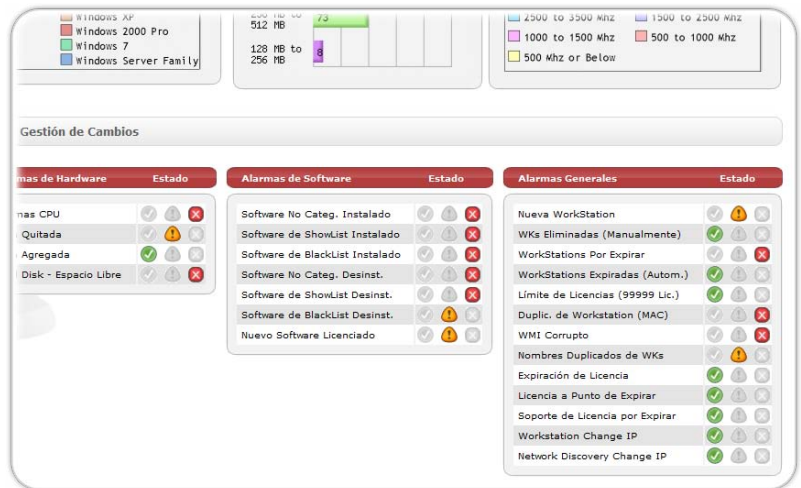 Windows XP
Windows 2000 Pro
Windows 7
Windows Server Family
512 MB
73
128 MB to
256 MB
8
2500 to 3500 Mhz
1500 to 2500 Mhz
1000 to 1500 Mhz
500 to 1000 Mhz
500 Mhz or Below
Gestión de Cambios
mas de Hardware Estado
mas CPU
Quitada
Agregada
Disk - Espacio Libre
Alarmas de Software Estado
Software No Categ. Instalado
Software de ShowList Instalado
Software de BlackList Instalado
Software No Categ. Desinst.
Software de ShowList Desinst.
Software de BlackList Desinst.
Nuevo Software Licenciado
Alarmas Generales Estado
Nueva WorkStation
WKs Eliminadas (Manualmente)
WorkStations Por Expirar
WorkStations Expiradas (Autom.)
Límite de Licencias (99999 Lic.)
Duplic. de Workstation (MAC)
WMI Corrupto
Nombres Duplicados de WKs
Expiración de Licencia
Licencia a Punto de Expirar
Soporte de Licencia por Expirar
Workstation Change IP
Network Discovery Change IP